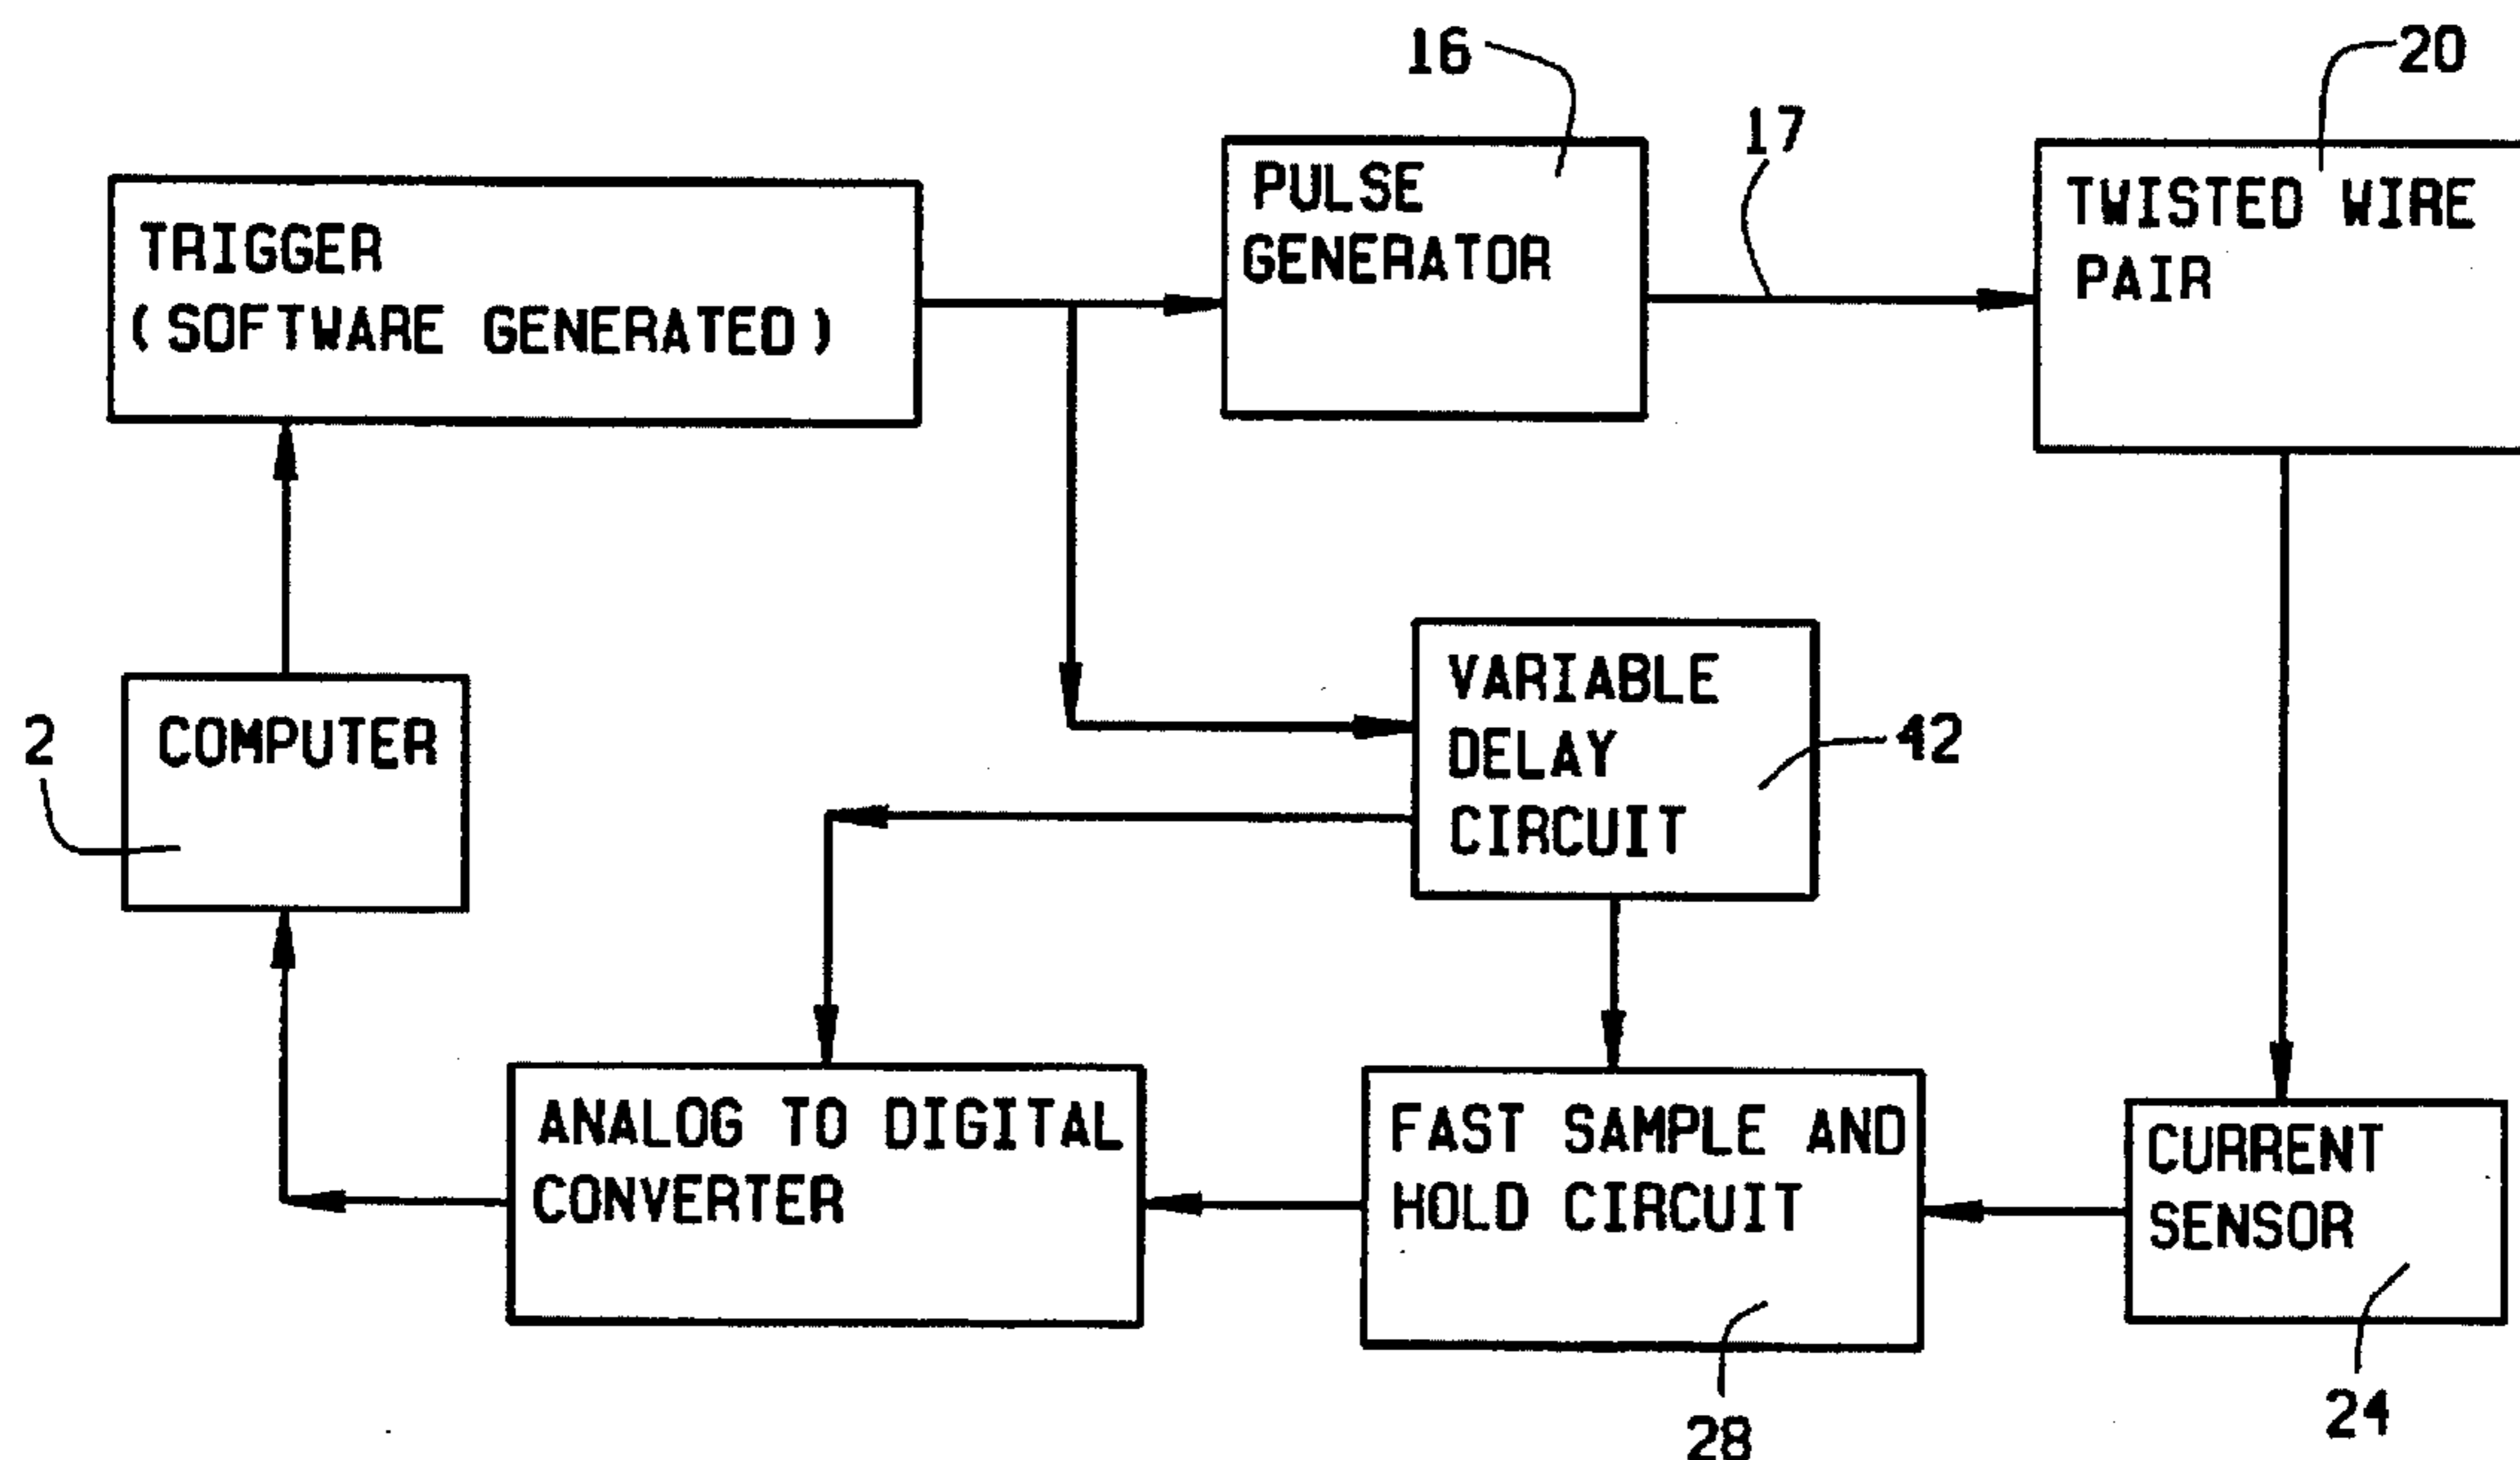 16
20
17
TRIGGER
(SOFTWARE GENERATED)
PULSE
GENERATOR
TWISTED WIRE
PAIR
2
COMPUTER
VARIABLE
DELAY
CIRCUIT
42
ANALOG TO DIGITAL
CONVERTER
FAST SAMPLE AND
HOLD CIRCUIT
CURRENT
SENSOR
28
24